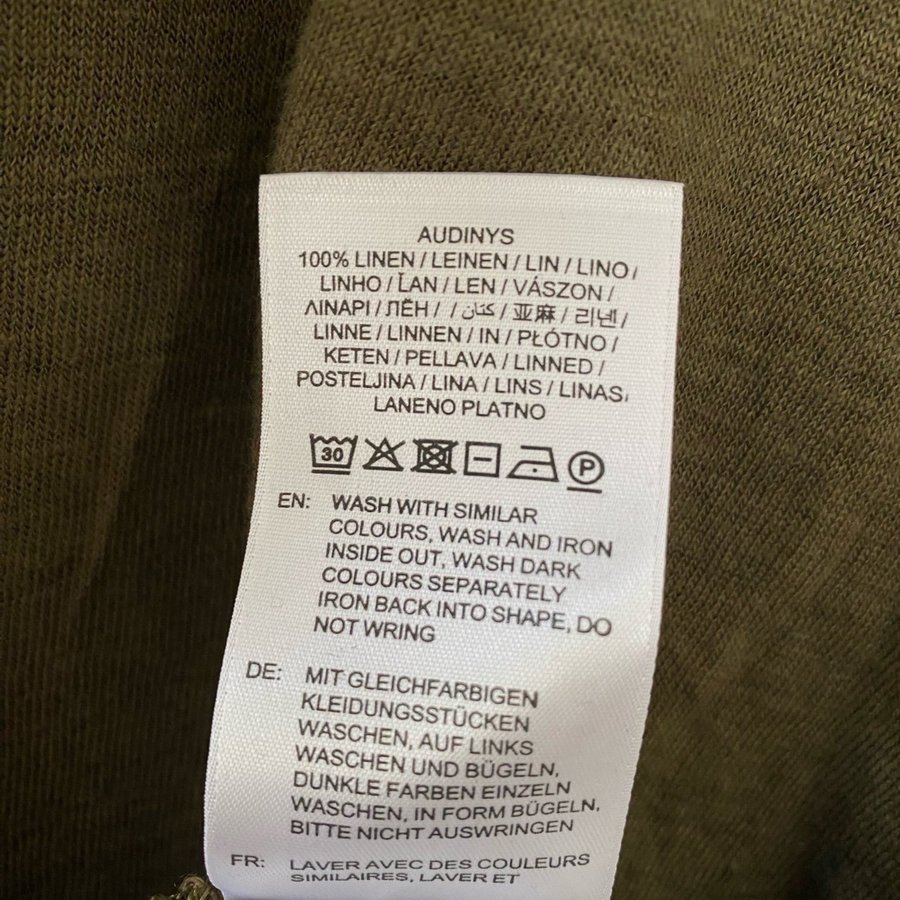 AUDINYS
100% LINEN / LEINEN / LIN / LINO /
LINHO / ĽAN / LEN / VÁSZON /
ΛΙΝΑΡΙ / ЛЁН / / كتان / 亚麻 / 리넨 /
LINNE / LINNEN / IN / PŁÓTNO /
KETEN / PELLAVA / LINNED /
POSTELJINA / LINA / LINS / LINAS,
LANENO PLATNO
30 P
EN: WASH WITH SIMILAR
COLOURS, WASH AND IRON
INSIDE OUT, WASH DARK
COLOURS SEPARATELY
IRON BACK INTO SHAPE, DO
NOT WRING
DE: MIT GLEICHFARBIGEN
KLEIDUNGSSTÜCKEN
WASCHEN, AUF LINKS
WASCHEN UND BÜGELN,
DUNKLE FARBEN EINZELN
WASCHEN, IN FORM BÜGELN,
BITTE NICHT AUSWRINGEN
FR: LAVER AVEC DES COULEURS
SIMILAIRES, LAVER ET